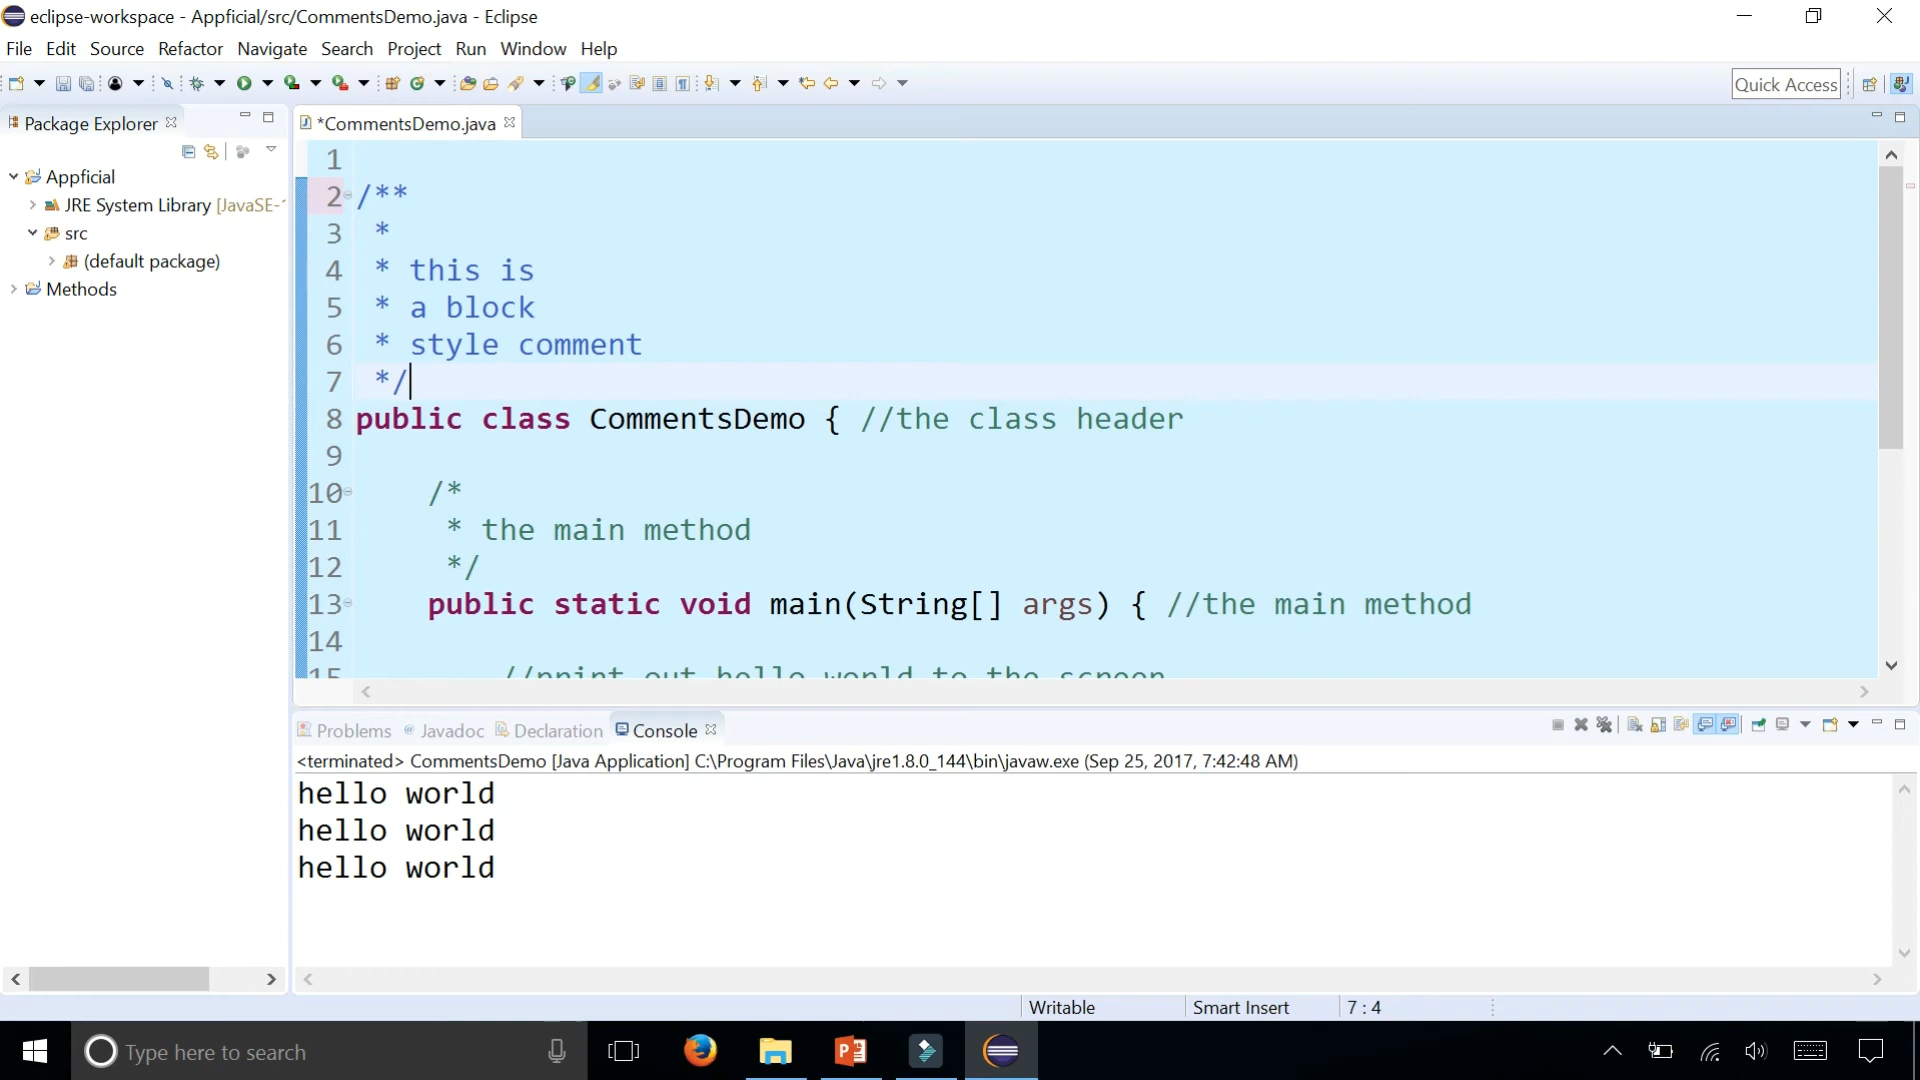 eclipse-workspace - Appficial/src/CommentsDemo.java - Eclipse
File Edit Source Refactor Navigate Search Project Run Window Help
Quick Access
Package Explorer
*CommentsDemo.java
Appficial
JRE System Library [JavaSE-
src
(default package)
Methods
1
2 /**
3 *
4 * this is
5 * a block
6 * style comment
7 */
8 public class CommentsDemo { //the class header
9
10 /*
11 * the main method
12 */
13 public static void main(String[] args) { //the main method
14
15 //print out hello world to the screen
Problems @ Javadoc Declaration Console
<terminated> CommentsDemo [Java Application] C:\Program Files\Java\jre1.8.0_144\bin\javaw.exe (Sep 25, 2017, 7:42:48 AM)
hello world
hello world
hello world
Writable Smart Insert 7 : 4
Type here to search